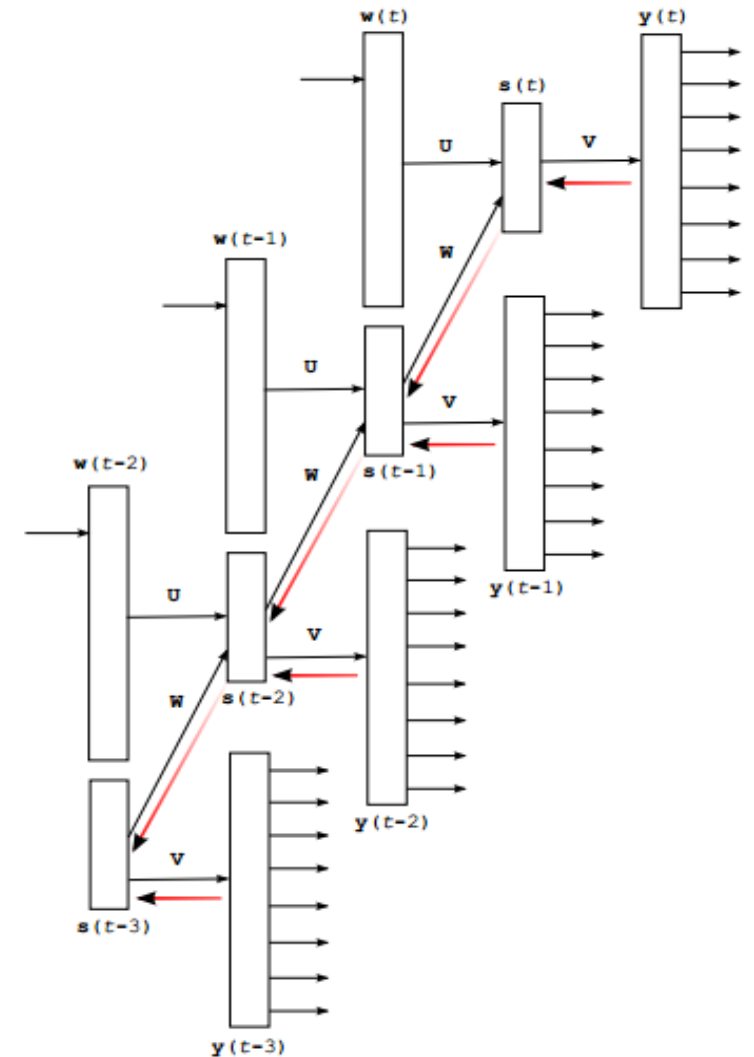 w(t)
y(t)
s(t)
U
V
w(t-1)
W
U
V
s(t-1)
w(t-2)
W
y(t-1)
U
V
s(t-2)
W
y(t-2)
V
s(t-3)
y(t-3)